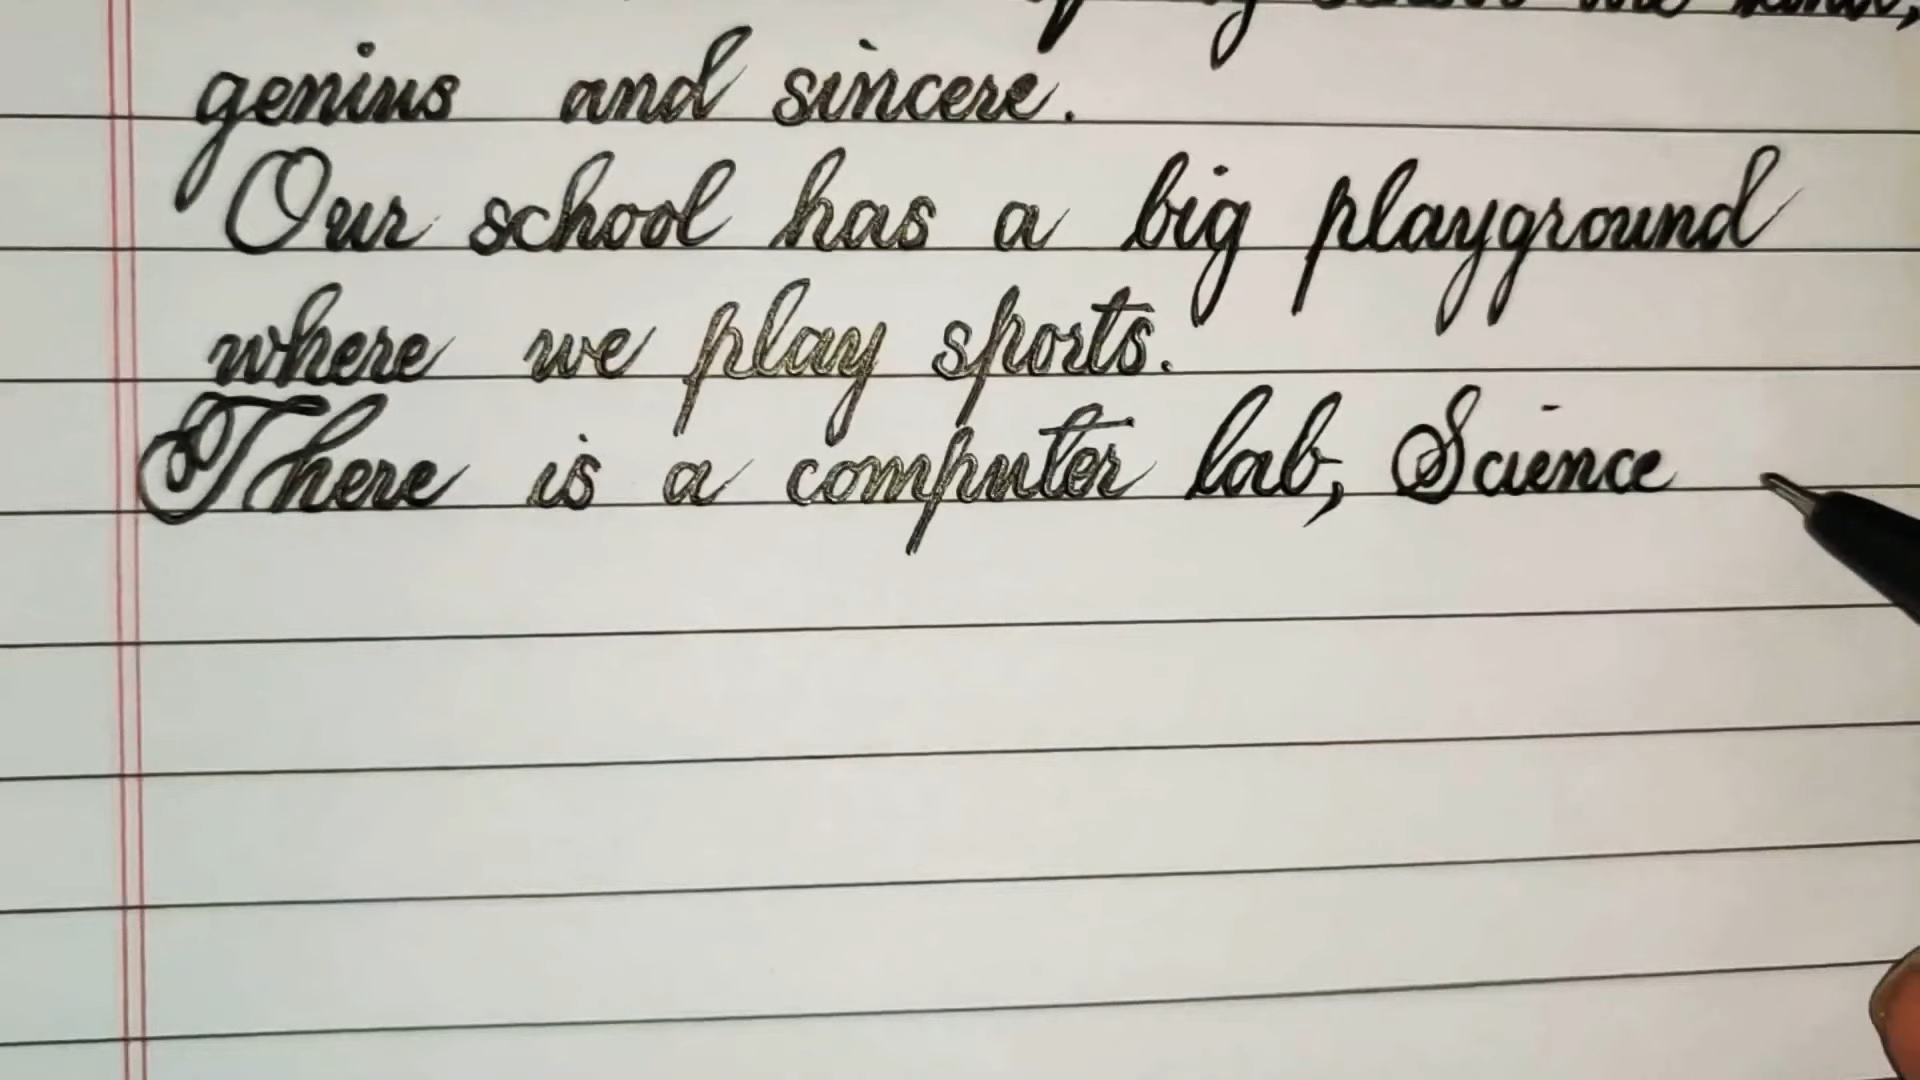 genius and sincere.
Our school has a big playground
where we play sports.
There is a computer lab, Science